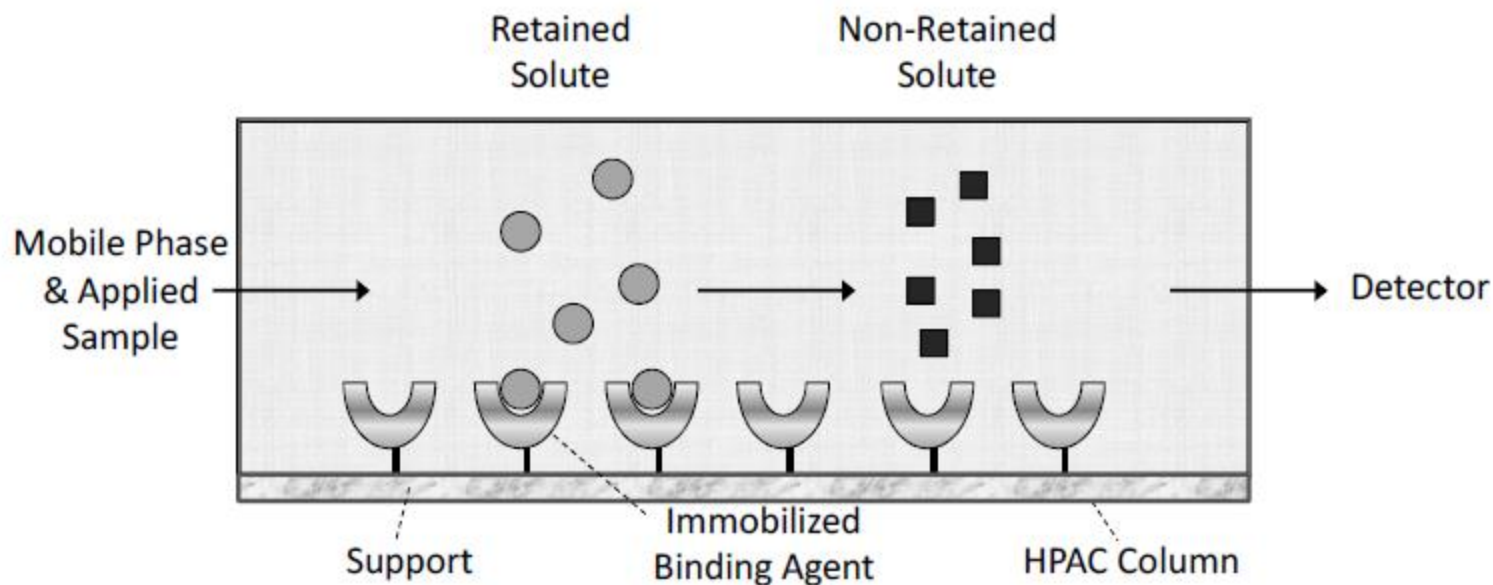 Retained
Solute
Non-Retained
Solute
Mobile Phase
& Applied
Sample
Detector
Support
Immobilized
Binding Agent
HPAC Column